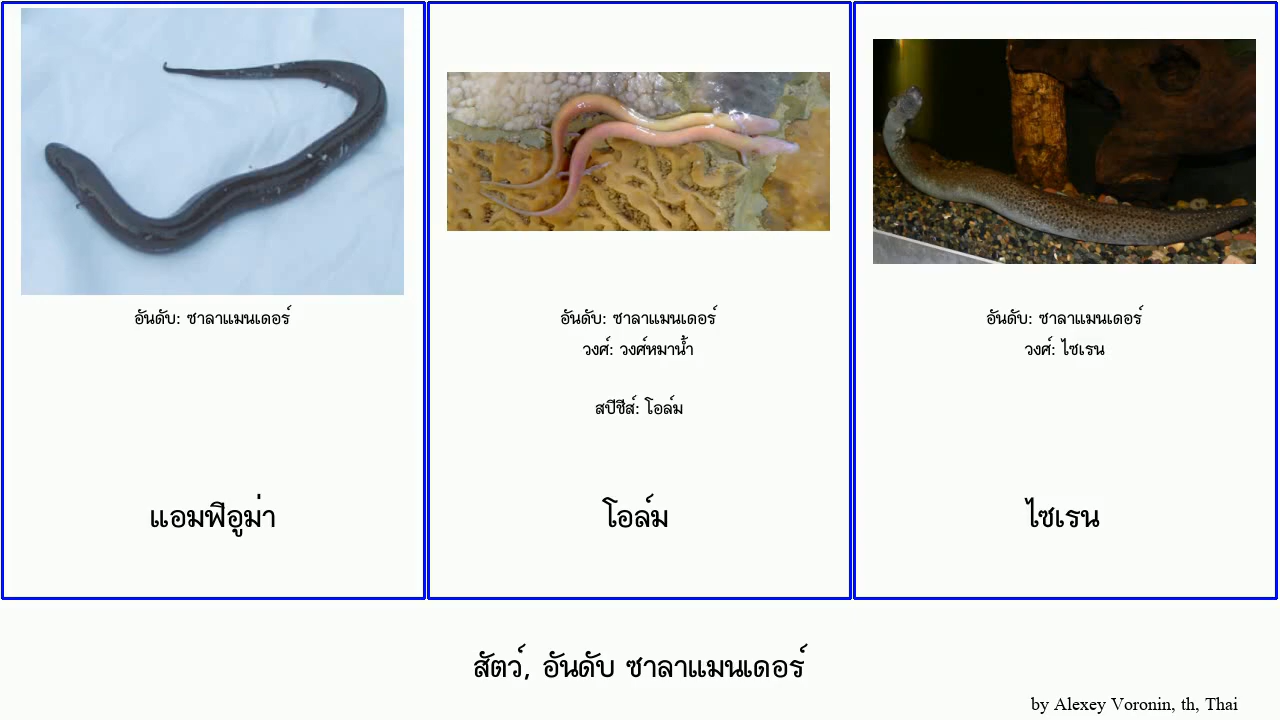 อันดับ: ซาลาแมนเดอร์
แอมฟิอูม่า
อันดับ: ซาลาแมนเดอร์
วงศ์: วงศ์หมาน้ำ
สปีชีส์: โอล์ม
โอล์ม
อันดับ: ซาลาแมนเดอร์
วงศ์: ไซเรน
ไซเรน
สัตว์, อันดับ ซาลาแมนเดอร์
by Alexey Voronin, th, Thai